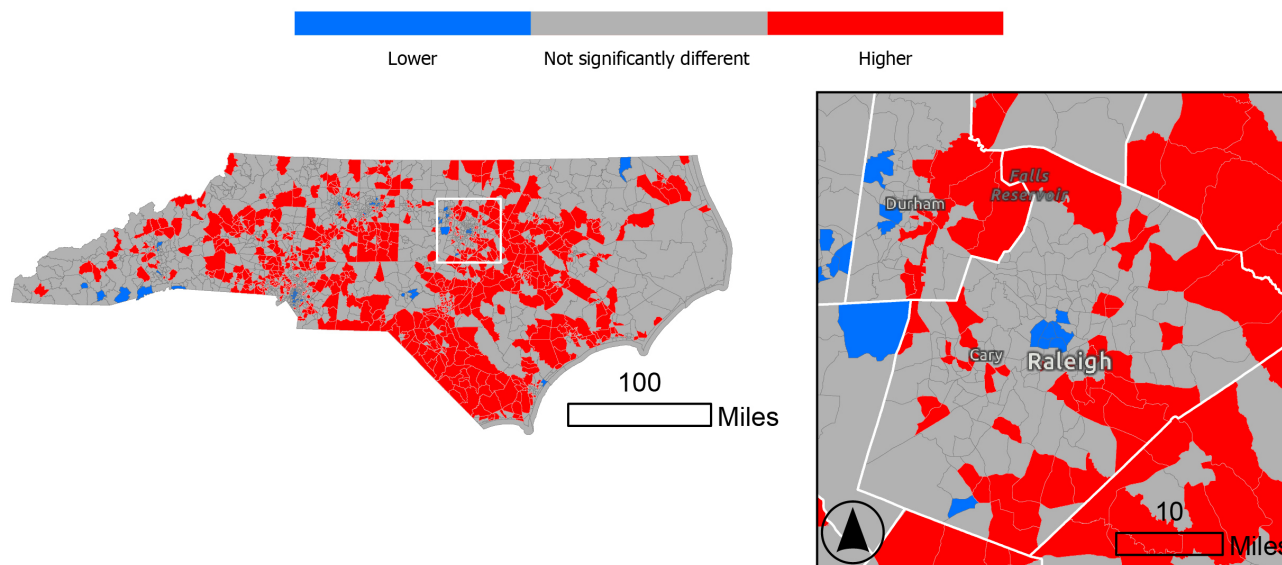 Lower Not significantly different Higher
100
Miles
Falls
Reservoir
Durham
Cary
Raleigh
10
Miles